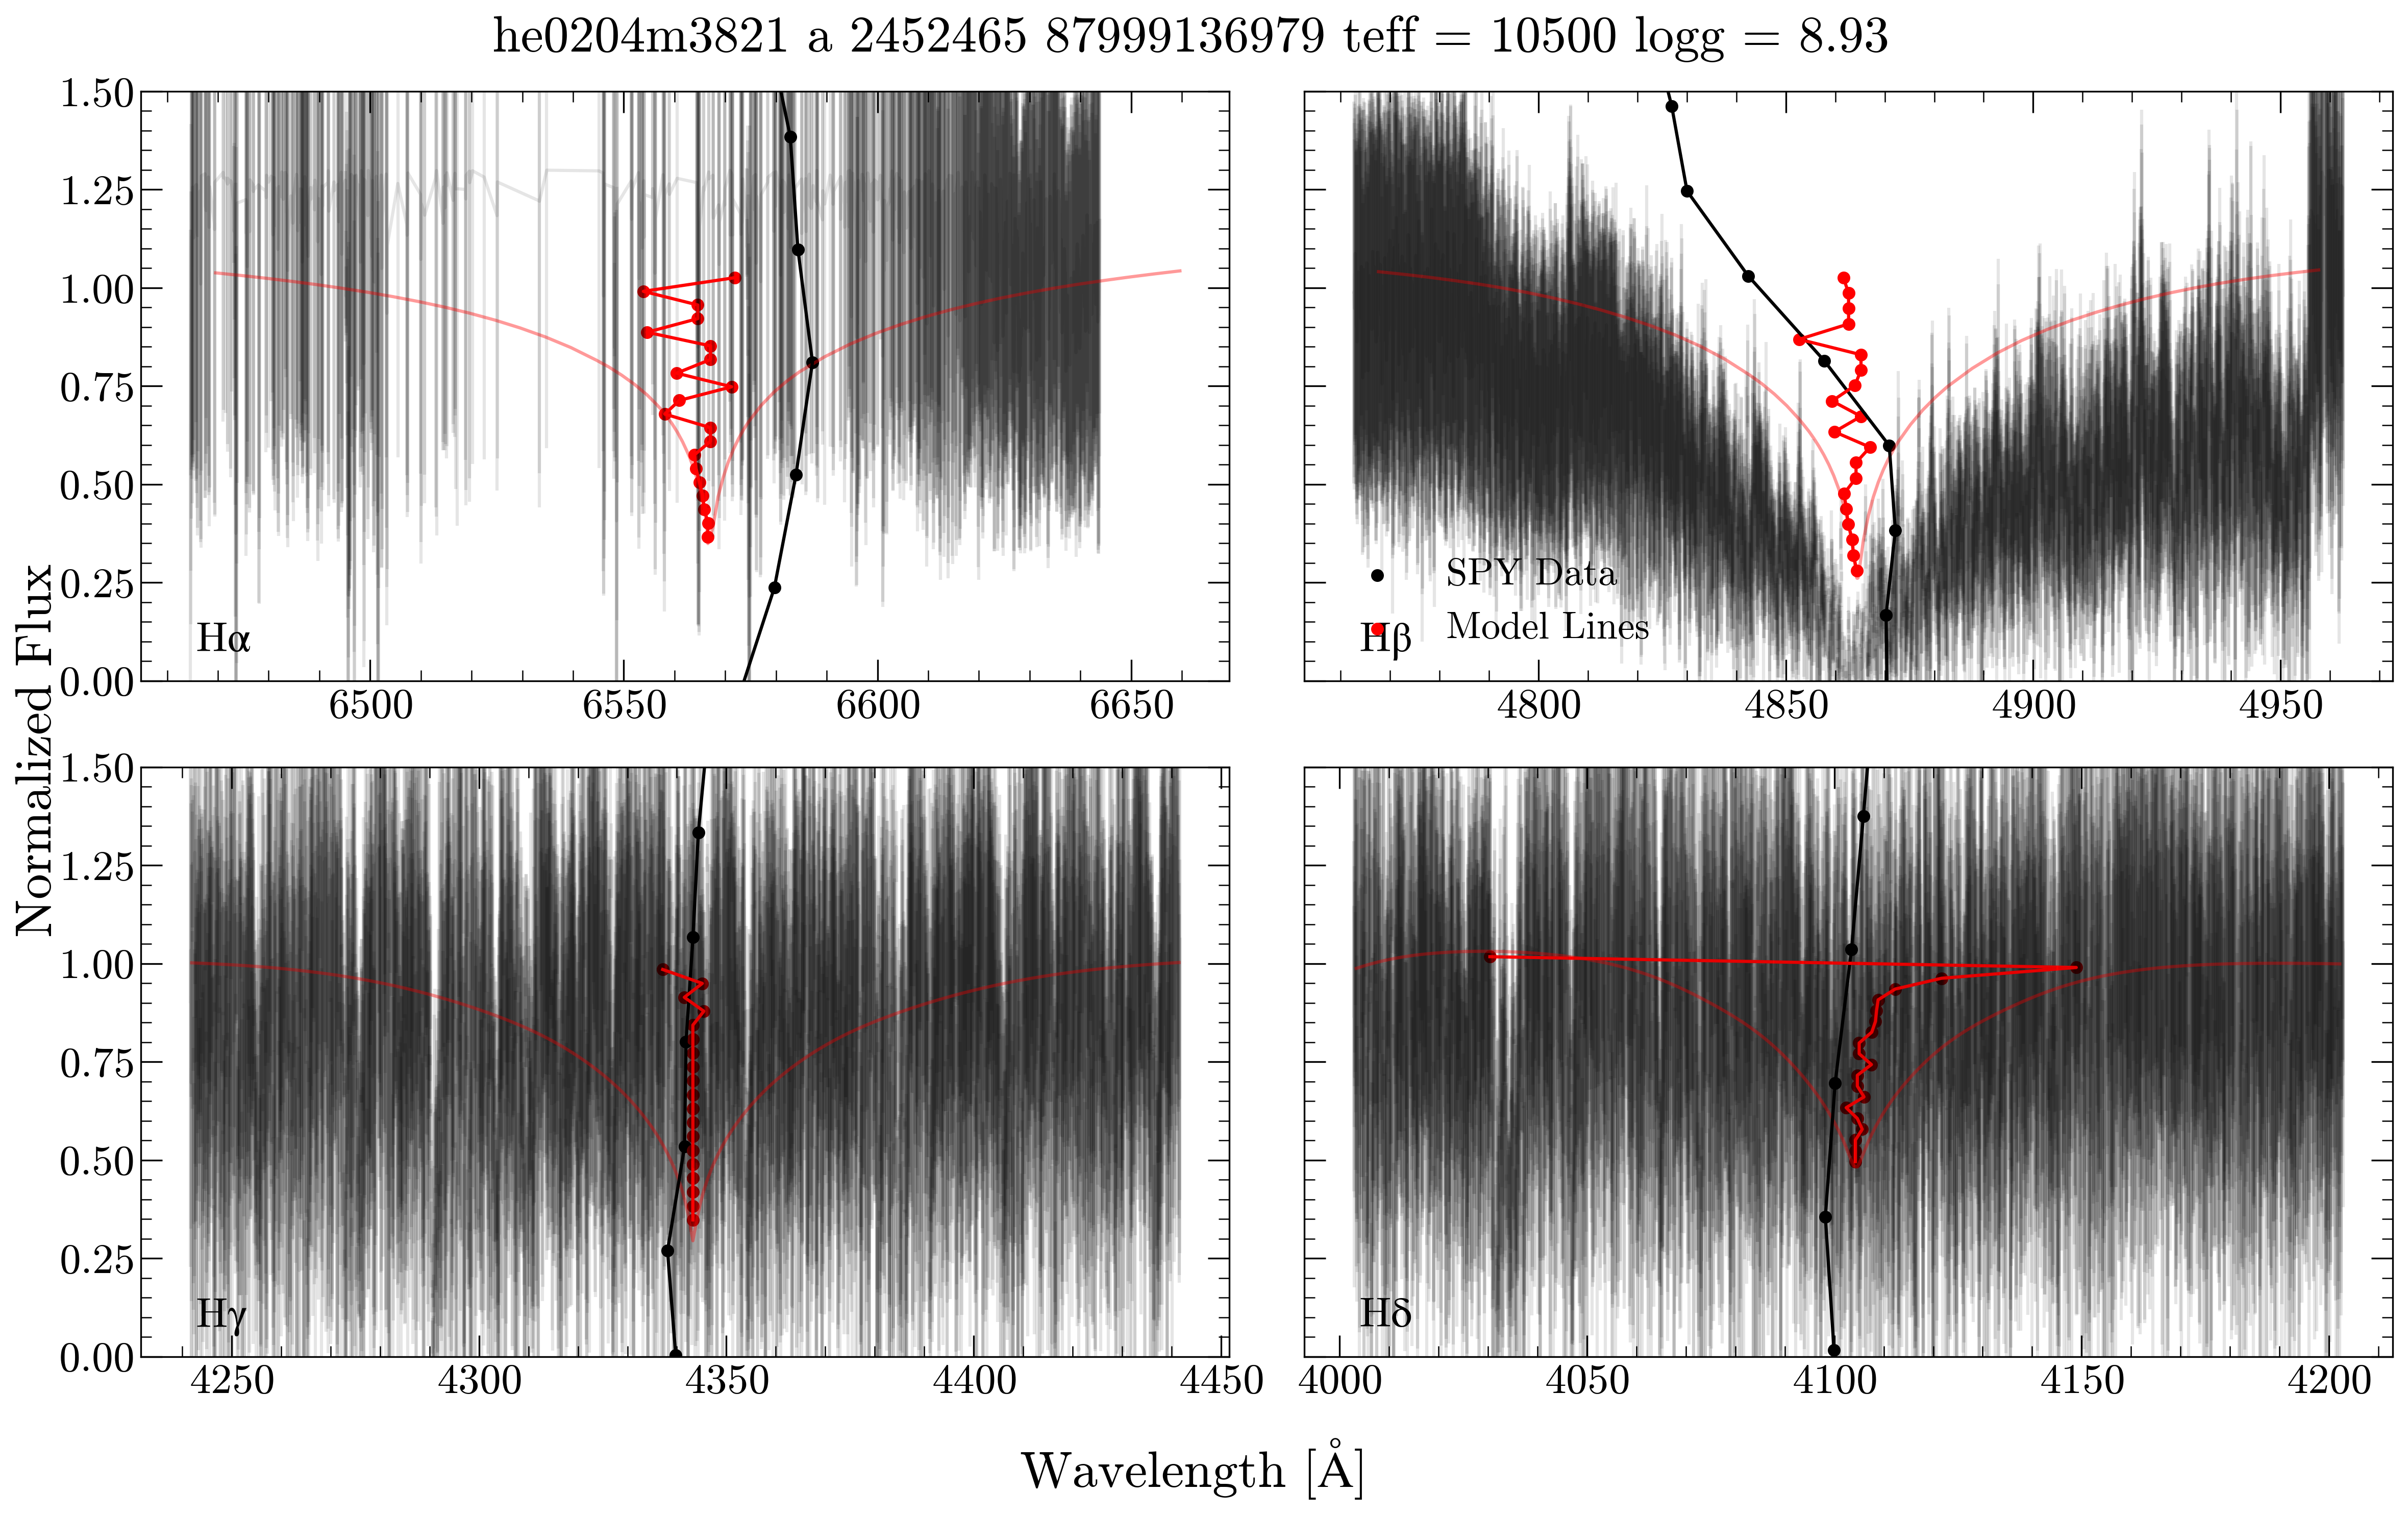 he0204m3821 a 2452465 87999136979 teff = 10500 logg = 8.93
Normalized Flux
1.50
1.25
1.00
0.75
0.50
0.25
0.00
Hα
6500 6550 6600 6650
SPY Data
Model Lines
Hβ
4800 4850 4900 4950
1.50
1.25
1.00
0.75
0.50
0.25
0.00
Hγ
4250 4300 4350 4400 4450
Hδ
4000 4050 4100 4150 4200
Wavelength [Å]